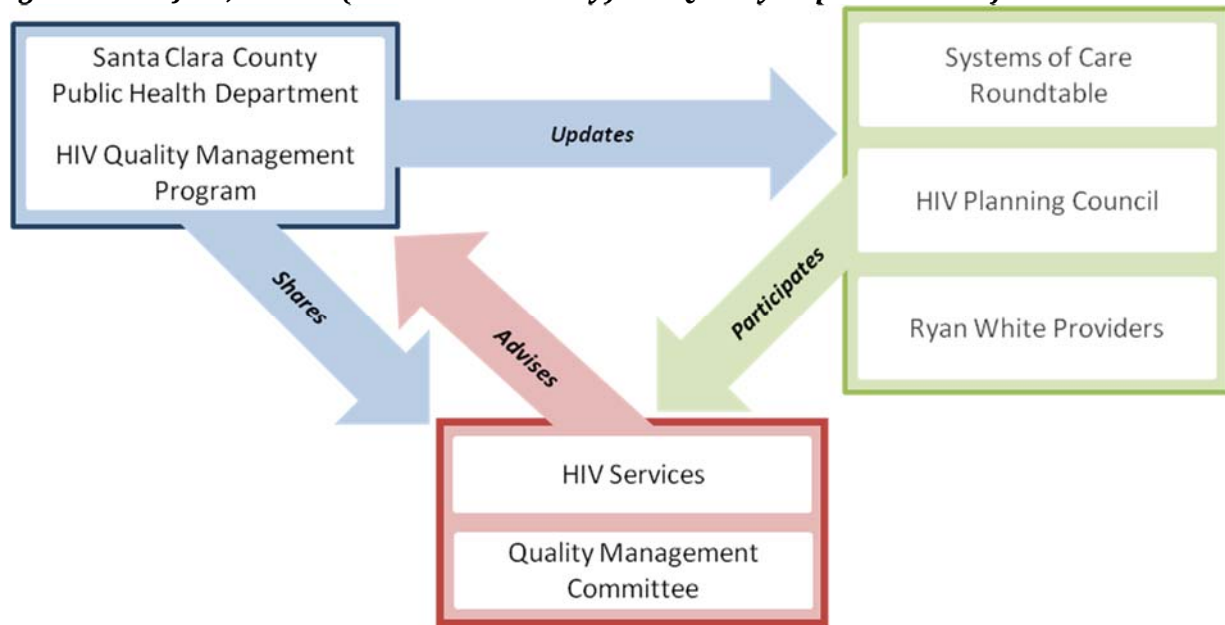 Santa Clara County
Public Health Department
HIV Quality Management
Program
Updates
Systems of Care
Roundtable
HIV Planning Council
Ryan White Providers
Shares
Advises
Participates
HIV Services
Quality Management
Committee